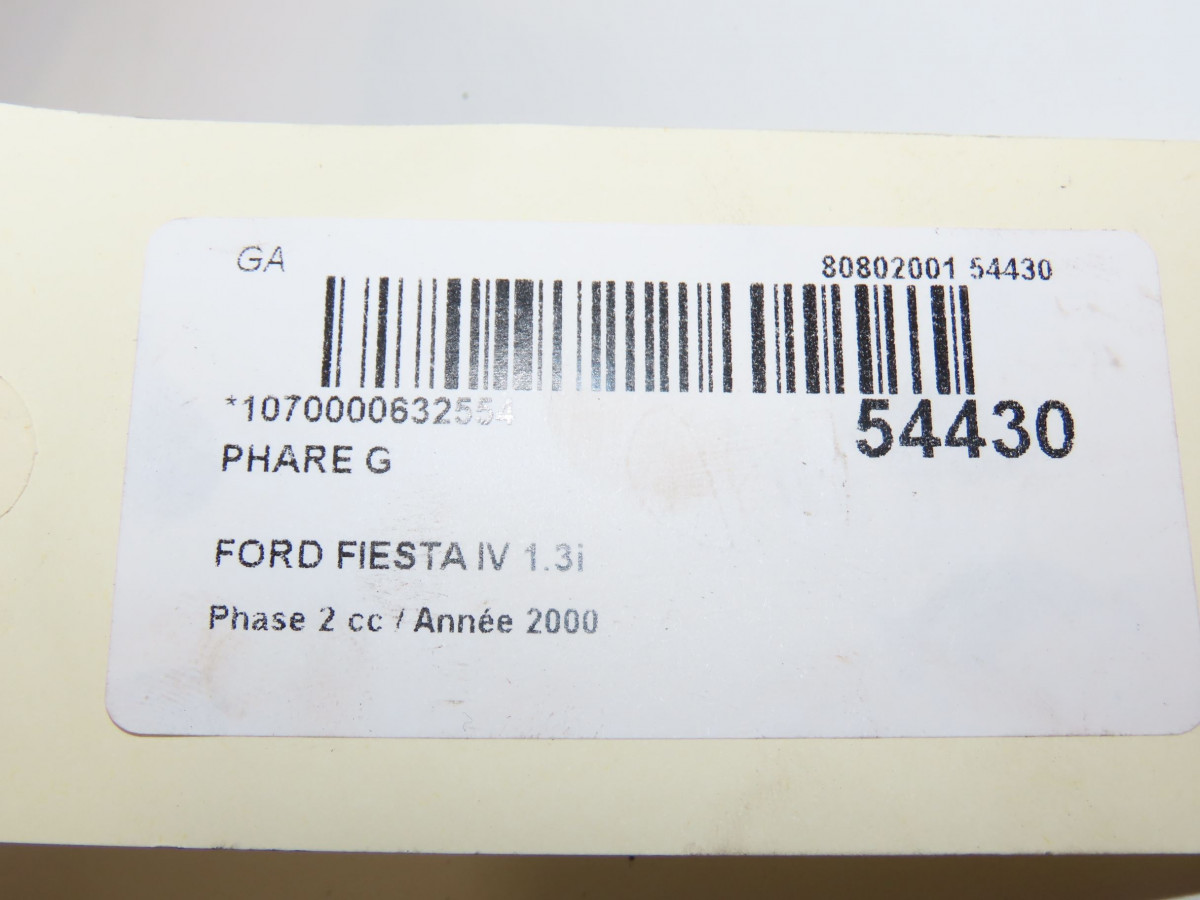 GA
80802001 54430
*1070000632554
54430
PHARE G
FORD FIESTA IV 1.3i
Phase 2 cc / Année 2000